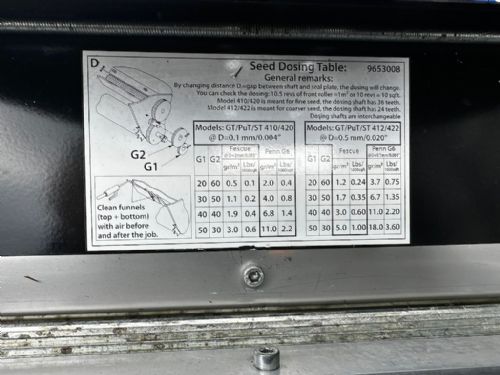 D
Seed Dosing Table: 9653008
General remarks:
By changing distance D=gap between shaft and seal plate, the dosing will change.
You can check the dosing: 10.5 revs of front roller =1m² or 10 revs = 10 sqft.
Model 410/420 is meant for fine seed, the dosing shaft has 36 teeth.
Model 412/422 is meant for coarser seed, the dosing shaft has 24 teeth.
Dosing shafts are interchangeable
Models: GT/PuT/ST 410/420
@ D=0.1 mm/0.004"
Models: GT/PuT/ST 412/422
@ D=0.5 mm/0.020"
G1 G2 Fescue Penn G6
gr/m² Lbs/ gr/m² Lbs/
20 60 0.5 0.1 2.0 0.4
30 50 1.1 0.2 4.0 0.8
40 40 1.9 0.4 6.8 1.4
50 30 3.0 0.6 11.0 2.2
G1 G2 Fescue Penn G6
gr/m² Lbs/ gr/m² Lbs/
20 60 1.2 0.24 3.7 0.75
30 50 1.7 0.35 6.7 1.35
40 40 3.0 0.60 11.0 2.20
50 30 5.0 1.00 18.0 3.60
G2
G1
Clean funnels
(top + bottom)
with air before
and after the job.